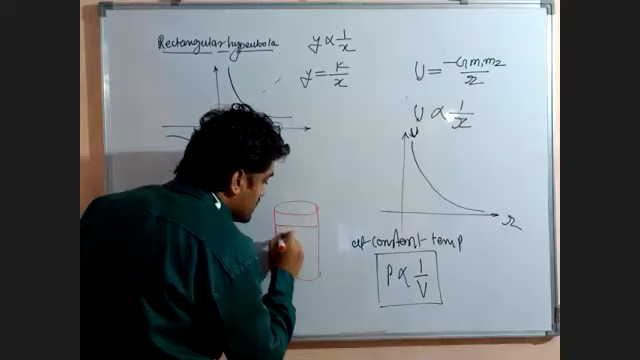 Rectangular hyperbola
y ∝ 1/x
y = K/x
U = -Gm₁m₂/r
U ∝ 1/r
U
r
at constant temp
P ∝ 1/V